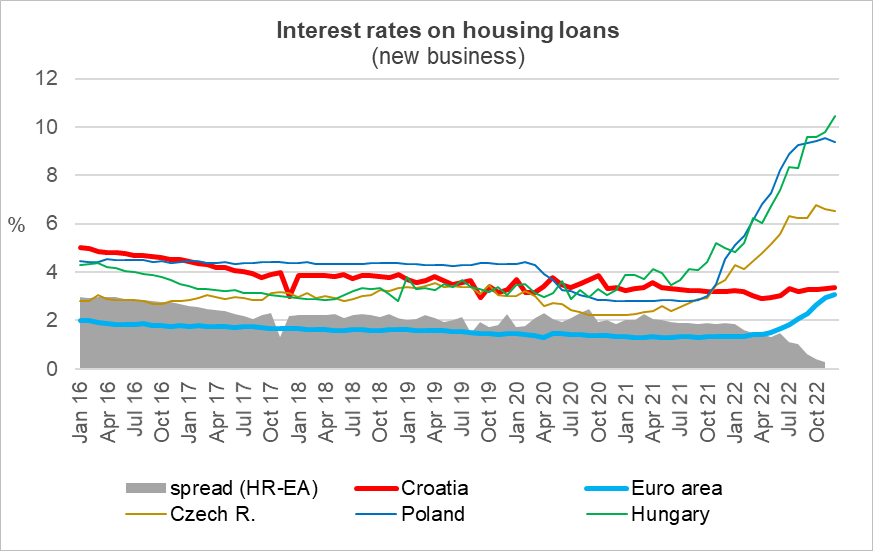 Interest rates on housing loans
(new business)
12
10
8
6
4
2
0
%
Jan 16
Apr 16
Jul 16
Oct 16
Jan 17
Apr 17
Jul 17
Oct 17
Jan 18
Apr 18
Jul 18
Oct 18
Jan 19
Apr 19
Jul 19
Oct 19
Jan 20
Apr 20
Jul 20
Oct 20
Jan 21
Apr 21
Jul 21
Oct 21
Jan 22
Apr 22
Jul 22
Oct 22
spread (HR-EA)
Croatia
Euro area
Czech R.
Poland
Hungary